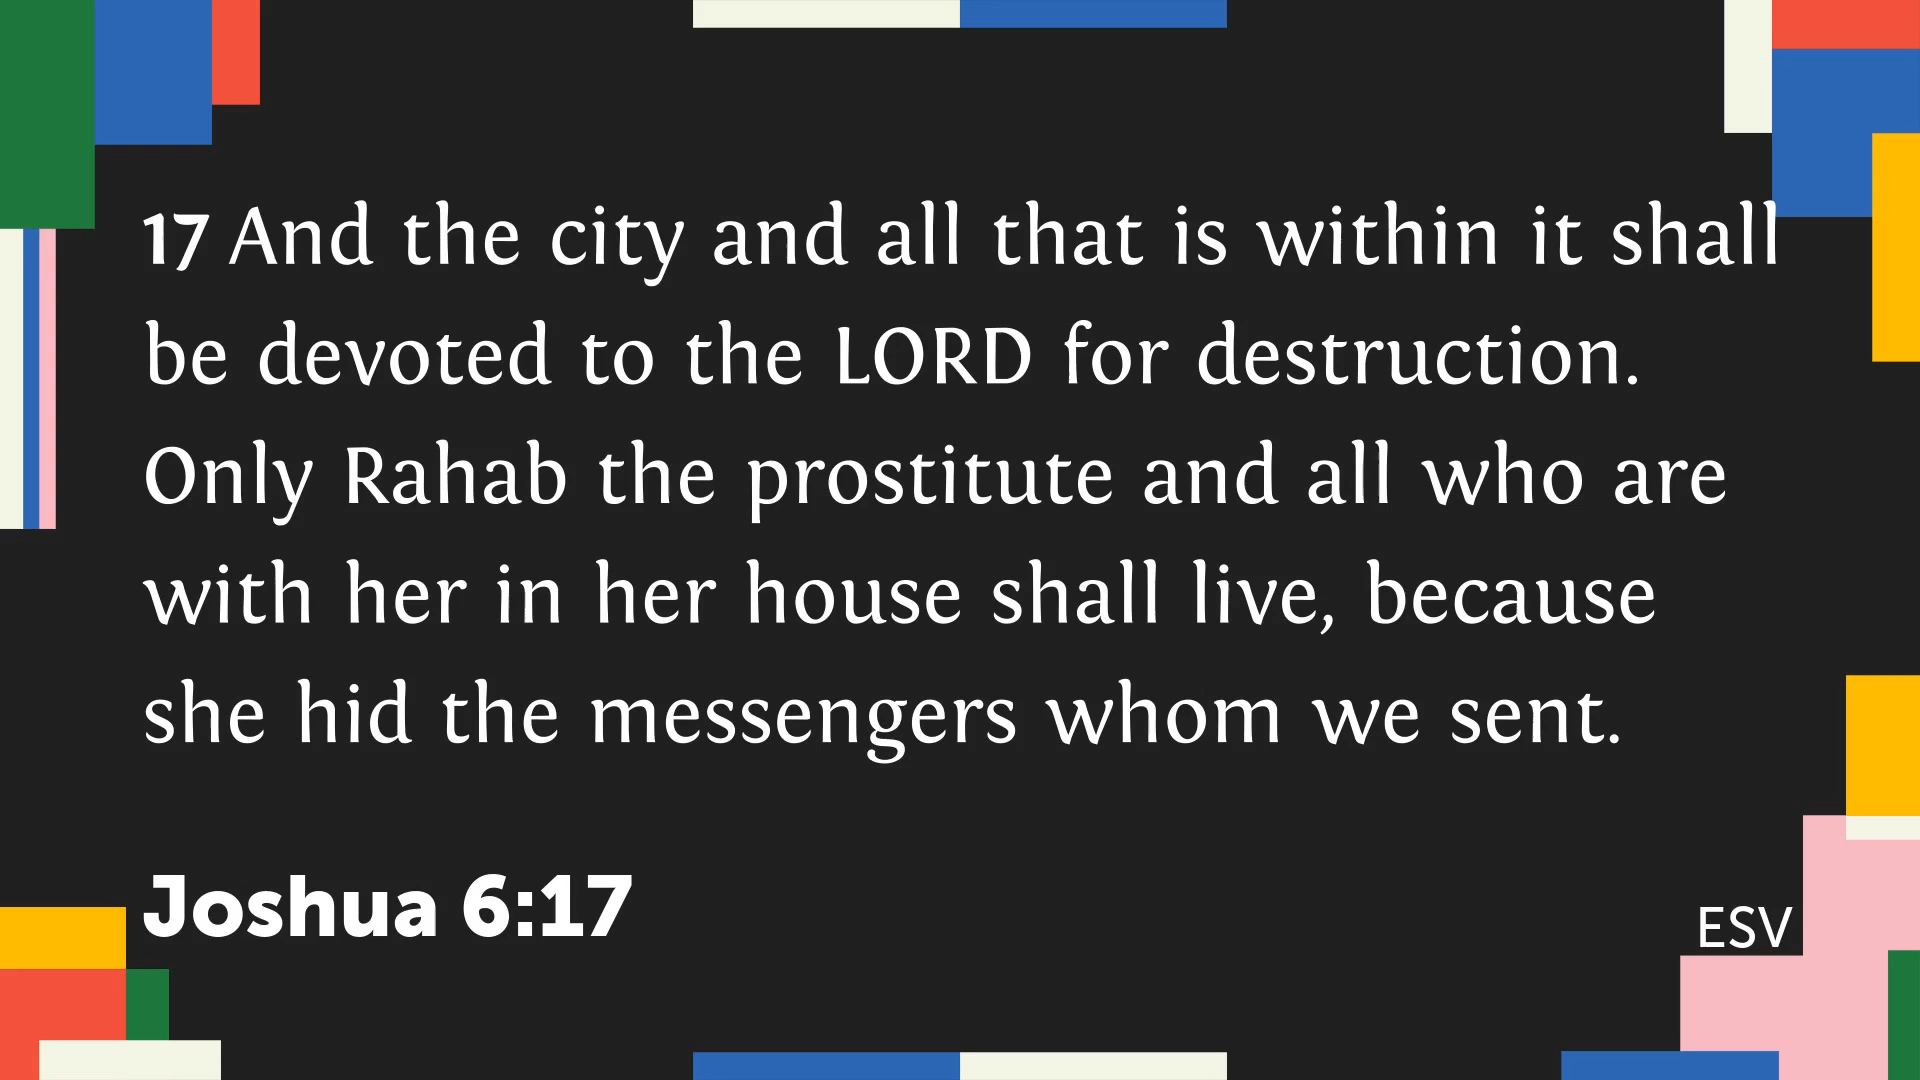 17 And the city and all that is within it shall
be devoted to the LORD for destruction.
Only Rahab the prostitute and all who are
with her in her house shall live, because
she hid the messengers whom we sent.
Joshua 6:17
ESV